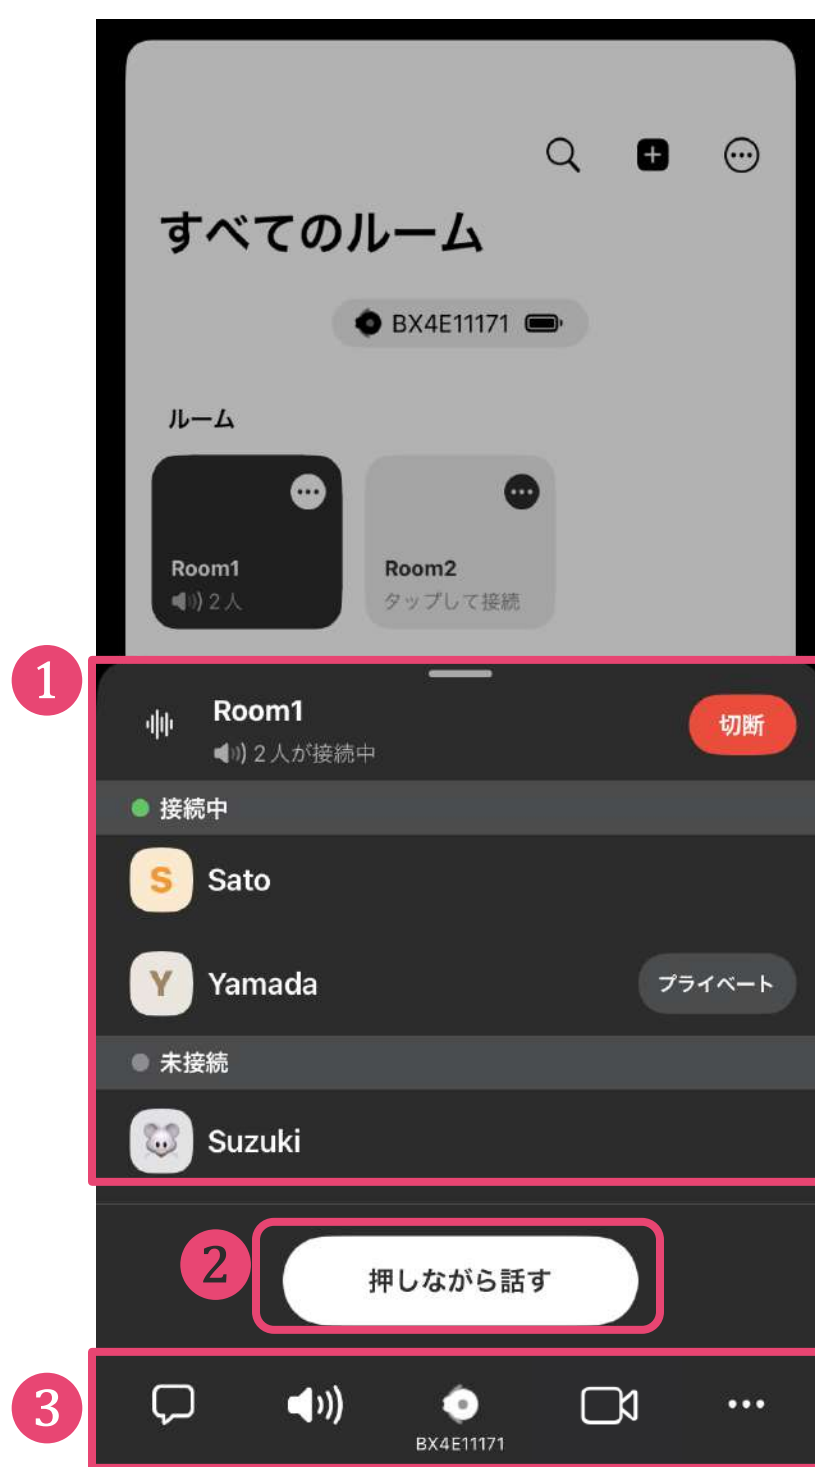 すべてのルーム
BX4E11171
ルーム
Room1
2人
Room2
タップして接続
1
Room1
2人が接続中
切断
接続中
S
Sato
Y
Yamada
プライベート
未接続
Suzuki
2
押しながら話す
3
BX4E11171